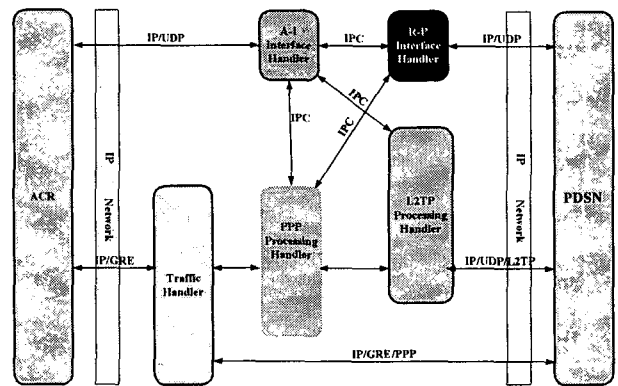 A-I
Interface
Handler
R-P
Interface
Handler
IP/UDP
IPC
IP/UDP
IPC
IPC
IPC
IP Network
IP Network
ACR
PDSN
L2TP
Processing
Handler
PPP
Processing
Handler
Traffic
Handler
IP/GRE
IP/UDP/L2TP
IP/GRE/PPP